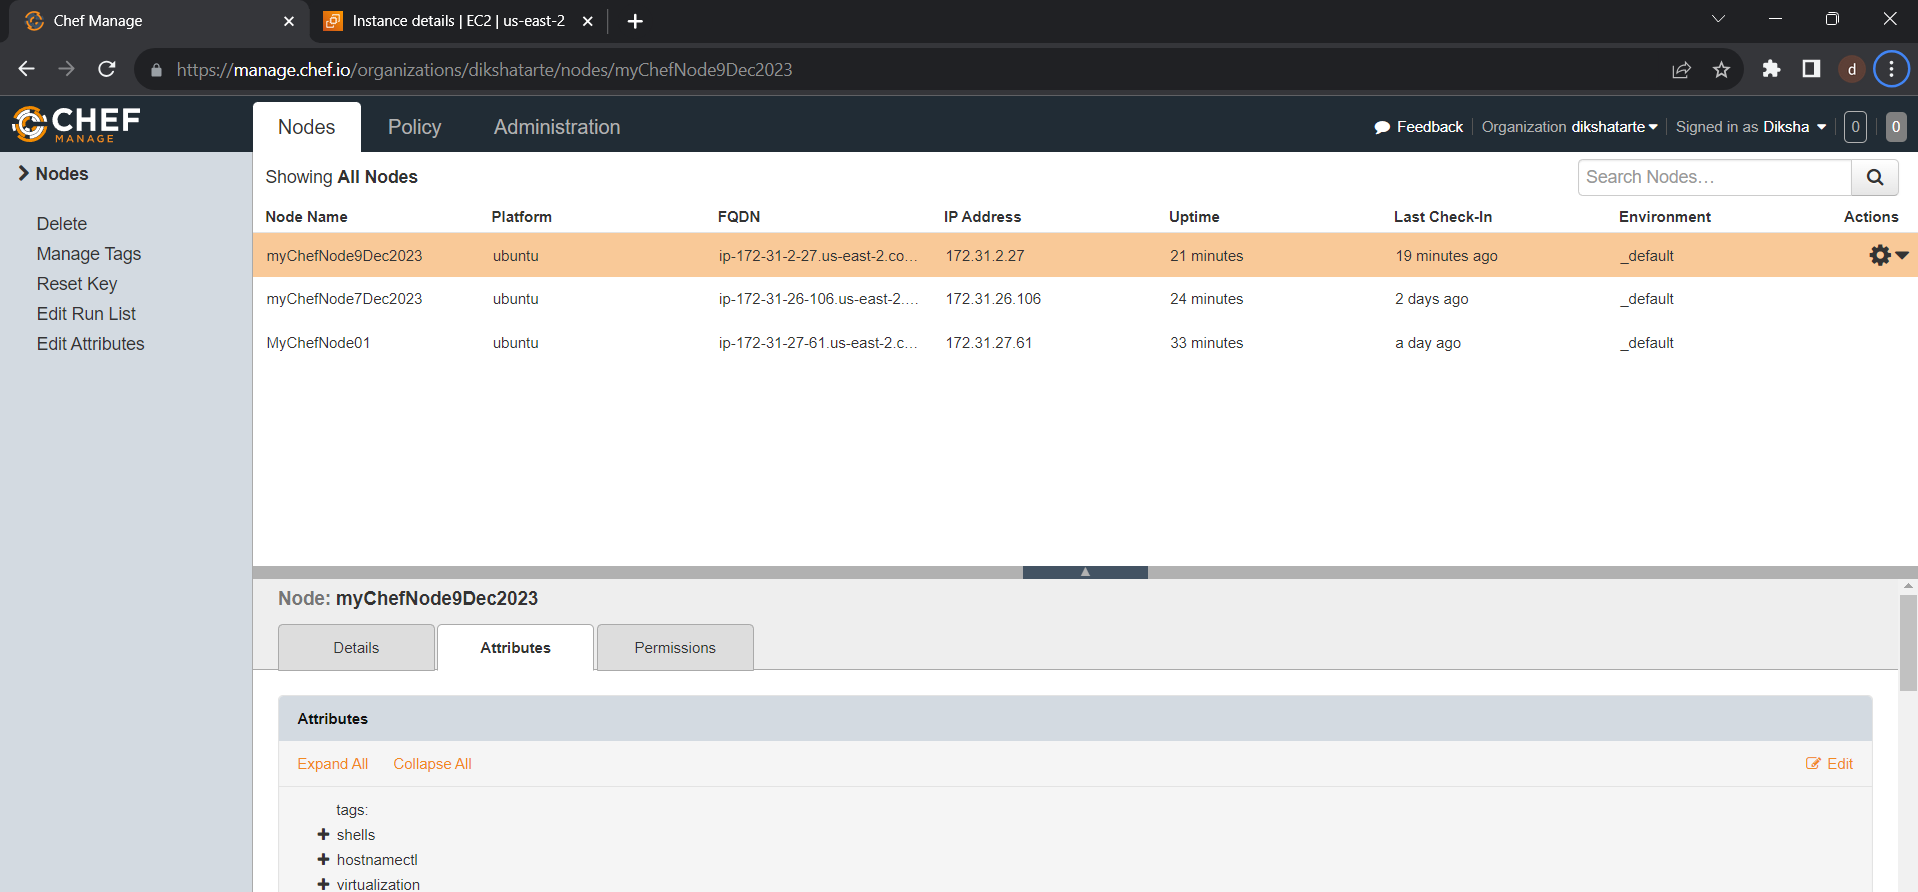 Chef Manage
Instance details | EC2 | us-east-2
https://manage.chef.io/organizations/dikshatarte/nodes/myChefNode9Dec2023
d
CHEF
MANAGE
Nodes
Policy
Administration
Feedback
Organization dikshatarte
Signed in as Diksha
0
0
Nodes
Delete
Manage Tags
Reset Key
Edit Run List
Edit Attributes
Showing All Nodes
Search Nodes...
Node Name Platform FQDN IP Address Uptime Last Check-In Environment Actions
myChefNode9Dec2023 ubuntu ip-172-31-2-27.us-east-2.co... 172.31.2.27 21 minutes 19 minutes ago _default
myChefNode7Dec2023 ubuntu ip-172-31-26-106.us-east-2.... 172.31.26.106 24 minutes 2 days ago _default
MyChefNode01 ubuntu ip-172-31-27-61.us-east-2.c... 172.31.27.61 33 minutes a day ago _default
Node: myChefNode9Dec2023
Details
Attributes
Permissions
Attributes
Expand All
Collapse All
Edit
tags:
shells
hostnamectl
virtualization